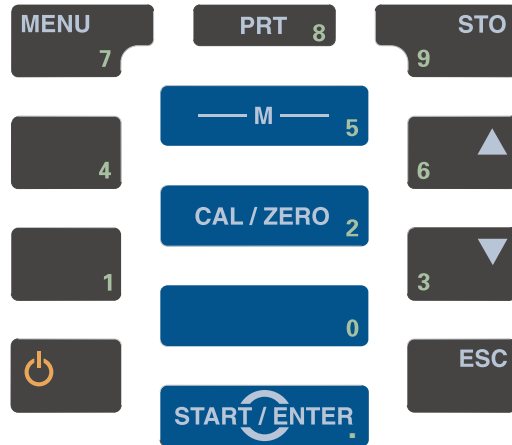 MENU 7
PRT 8
STO 9
4
— M — 5
6
CAL / ZERO 2
1
3
0
ESC
START / ENTER .